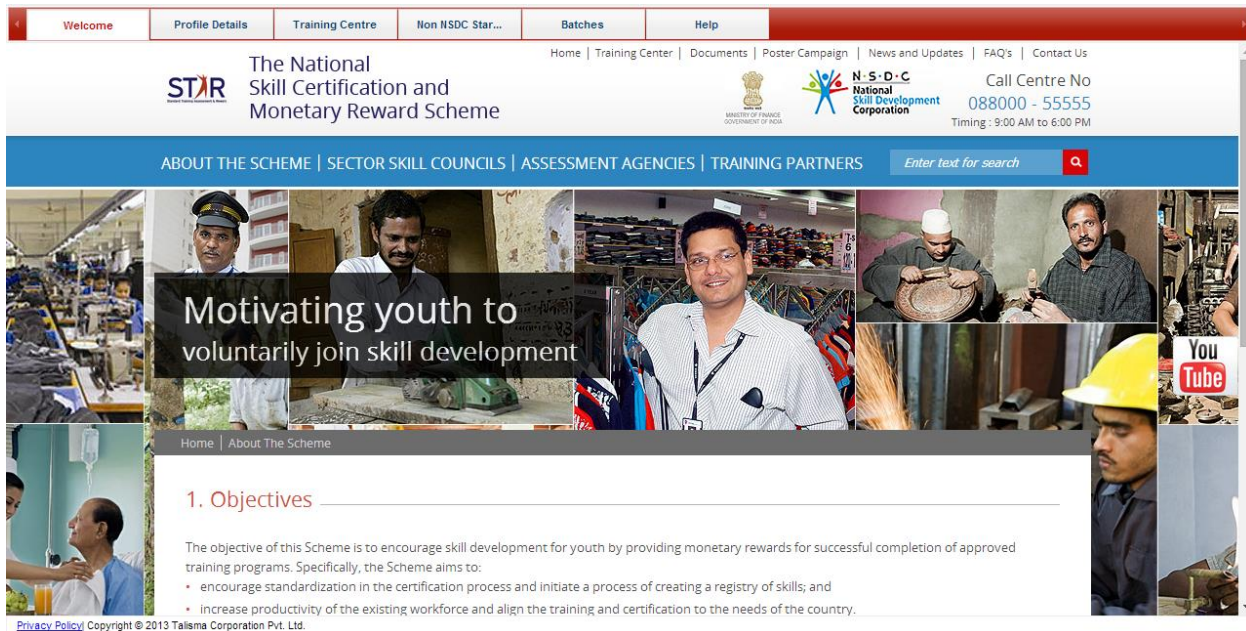 Welcome
Profile Details
Training Centre
Non NSDC Star...
Batches
Help
Home | Training Center | Documents | Poster Campaign | News and Updates | FAQ's | Contact Us
STAR
The National
Skill Certification and
Monetary Reward Scheme
MINISTRY OF FINANCE
GOVERNMENT OF INDIA
N·S·D·C
National
Skill Development
Corporation
Call Centre No
088000 - 55555
Timing : 9:00 AM to 6:00 PM
ABOUT THE SCHEME | SECTOR SKILL COUNCILS | ASSESSMENT AGENCIES | TRAINING PARTNERS
Enter text for search
Motivating youth to
voluntarily join skill development
You
Tube
Home | About The Scheme
1. Objectives
The objective of this Scheme is to encourage skill development for youth by providing monetary rewards for successful completion of approved
training programs. Specifically, the Scheme aims to:
• encourage standardization in the certification process and initiate a process of creating a registry of skills; and
• increase productivity of the existing workforce and align the training and certification to the needs of the country.
Privacy Policy| Copyright © 2013 Talisma Corporation Pvt. Ltd.